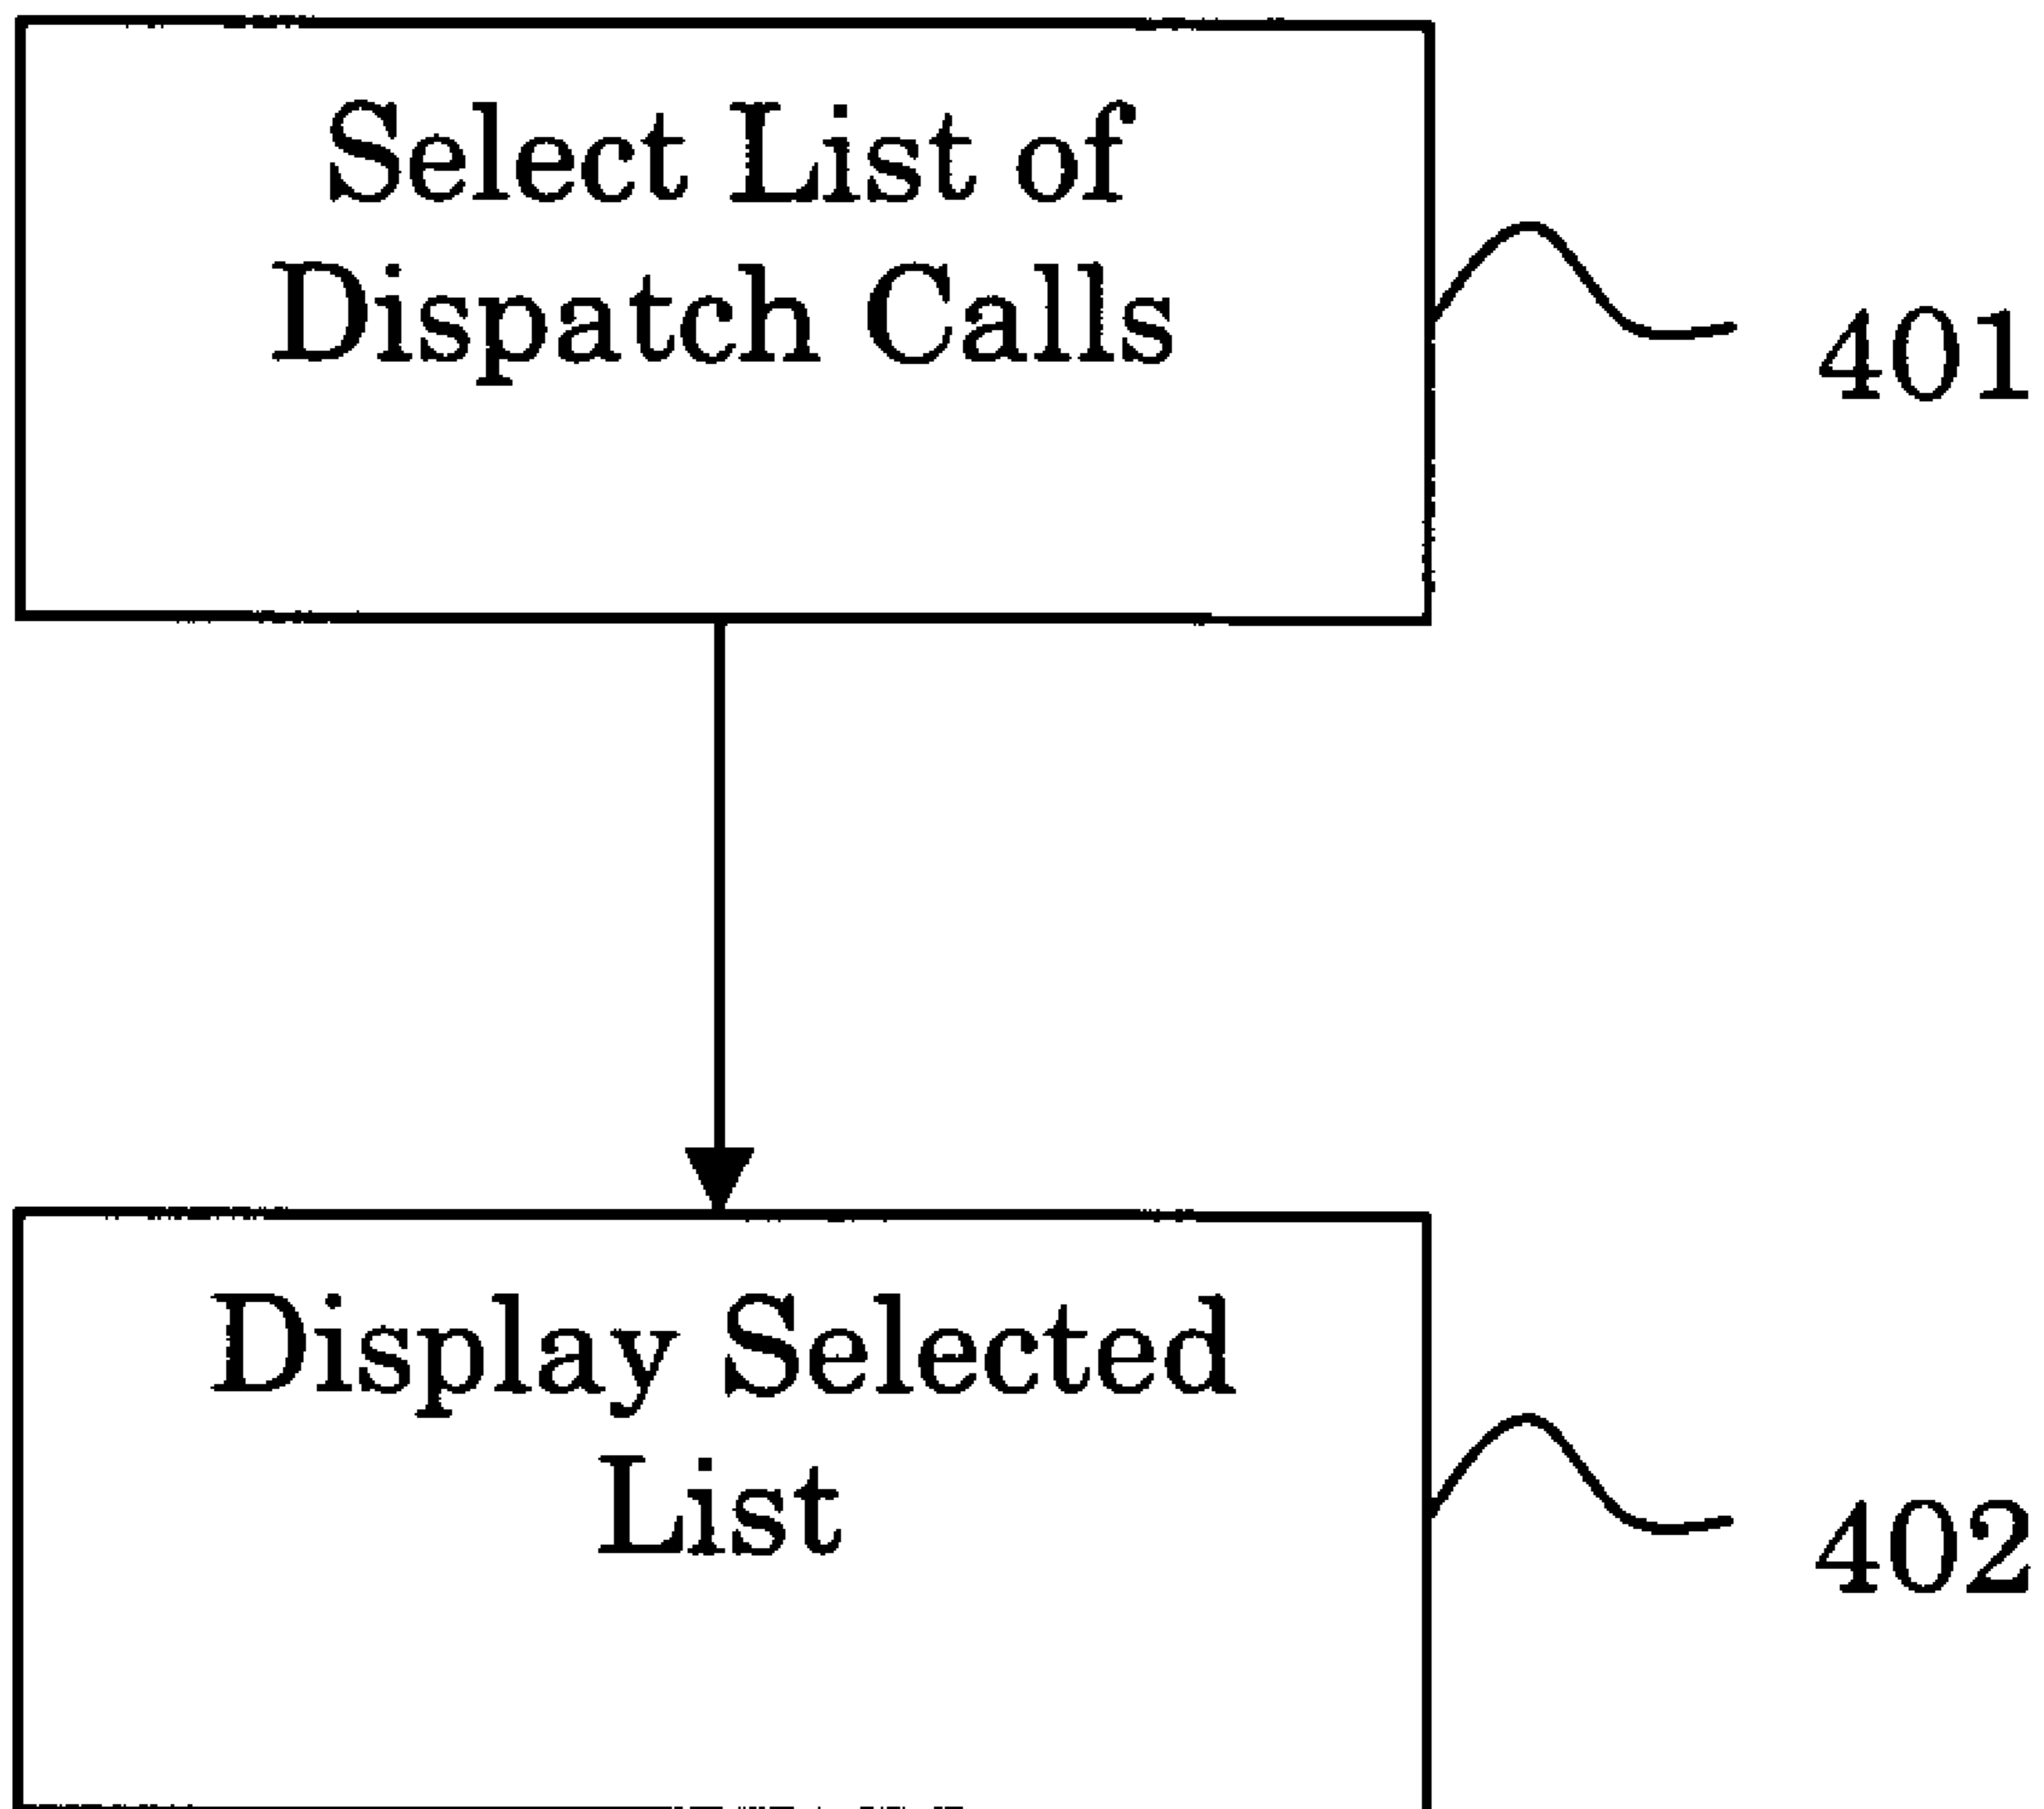 Select List of
Dispatch Calls
401
Display Selected
List
402